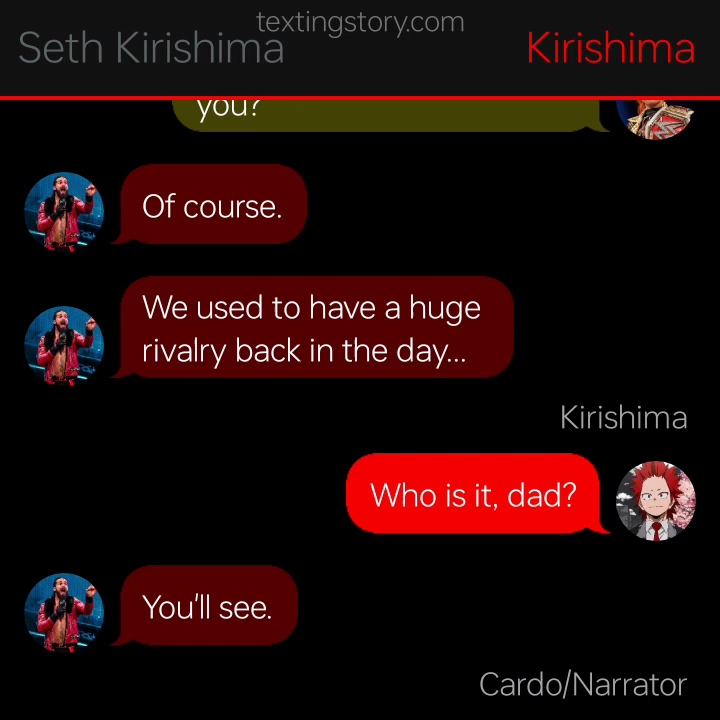 textingstory.com
Seth Kirishima
Kirishima
you?
Of course.
We used to have a huge
rivalry back in the day...
Kirishima
Who is it, dad?
You'll see.
Cardo/Narrator